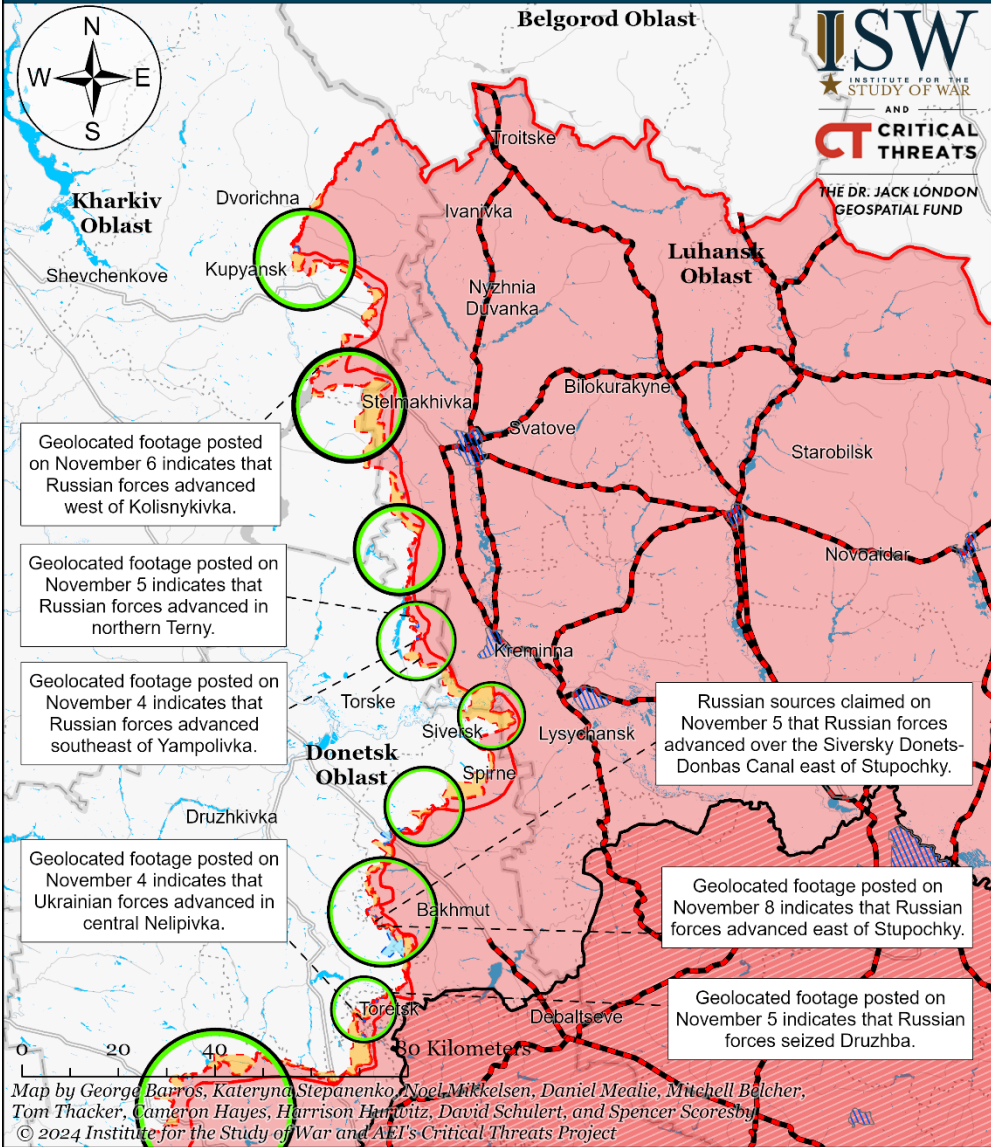 Belgorod Oblast
N
W
E
S
ISW
INSTITUTE FOR THE
STUDY OF WAR
AND
CT CRITICAL
THREATS
THE DR. JACK LONDON
GEOSPATIAL FUND
Troitske
Dvorichna
Kharkiv
Oblast
Ivanivka
Kupyansk
Shevchenkove
Luhansk
Oblast
Nyzhnia
Duvanka
Stelmakhivka
Bilokurakyne
Svatove
Starobilsk
Geolocated footage posted
on November 6 indicates that
Russian forces advanced
west of Kolisnykivka.
Novoaidar
Geolocated footage posted on
November 5 indicates that
Russian forces advanced in
northern Terny.
Kreminna
Geolocated footage posted on
November 4 indicates that
Russian forces advanced
southeast of Yampolivka.
Torske
Siversk
Lysychansk
Russian sources claimed on
November 5 that Russian forces
advanced over the Siversky Donets-
Donbas Canal east of Stupochky.
Donetsk
Oblast
Spirne
Druzhkivka
Geolocated footage posted on
November 4 indicates that
Ukrainian forces advanced in
central Nelipivka.
Bakhmut
Geolocated footage posted on
November 8 indicates that Russian
forces advanced east of Stupochky.
Toretsk
Debaltseve
Geolocated footage posted on
November 5 indicates that Russian
forces seized Druzhba.
0 20 40 80 Kilometers
Map by George Barros, Kateryna Stepanenko, Noel Mikkelsen, Daniel Mealie, Mitchell Belcher,
Tom Thacker, Cameron Hayes, Harrison Hurwitz, David Schulert, and Spencer Scoresby
© 2024 Institute for the Study of War and AEI's Critical Threats Project